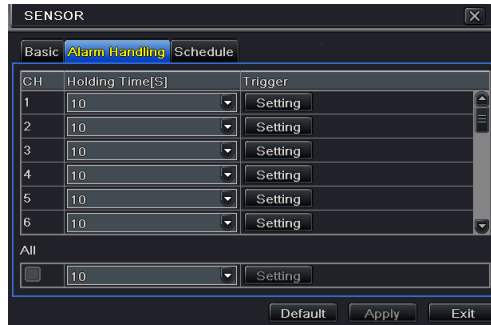 SENSOR
Basic Alarm Handling Schedule
CH Holding Time[S] Trigger
1 10 Setting
2 10 Setting
3 10 Setting
4 10 Setting
5 10 Setting
6 10 Setting
All
10 Setting
Default Apply Exit